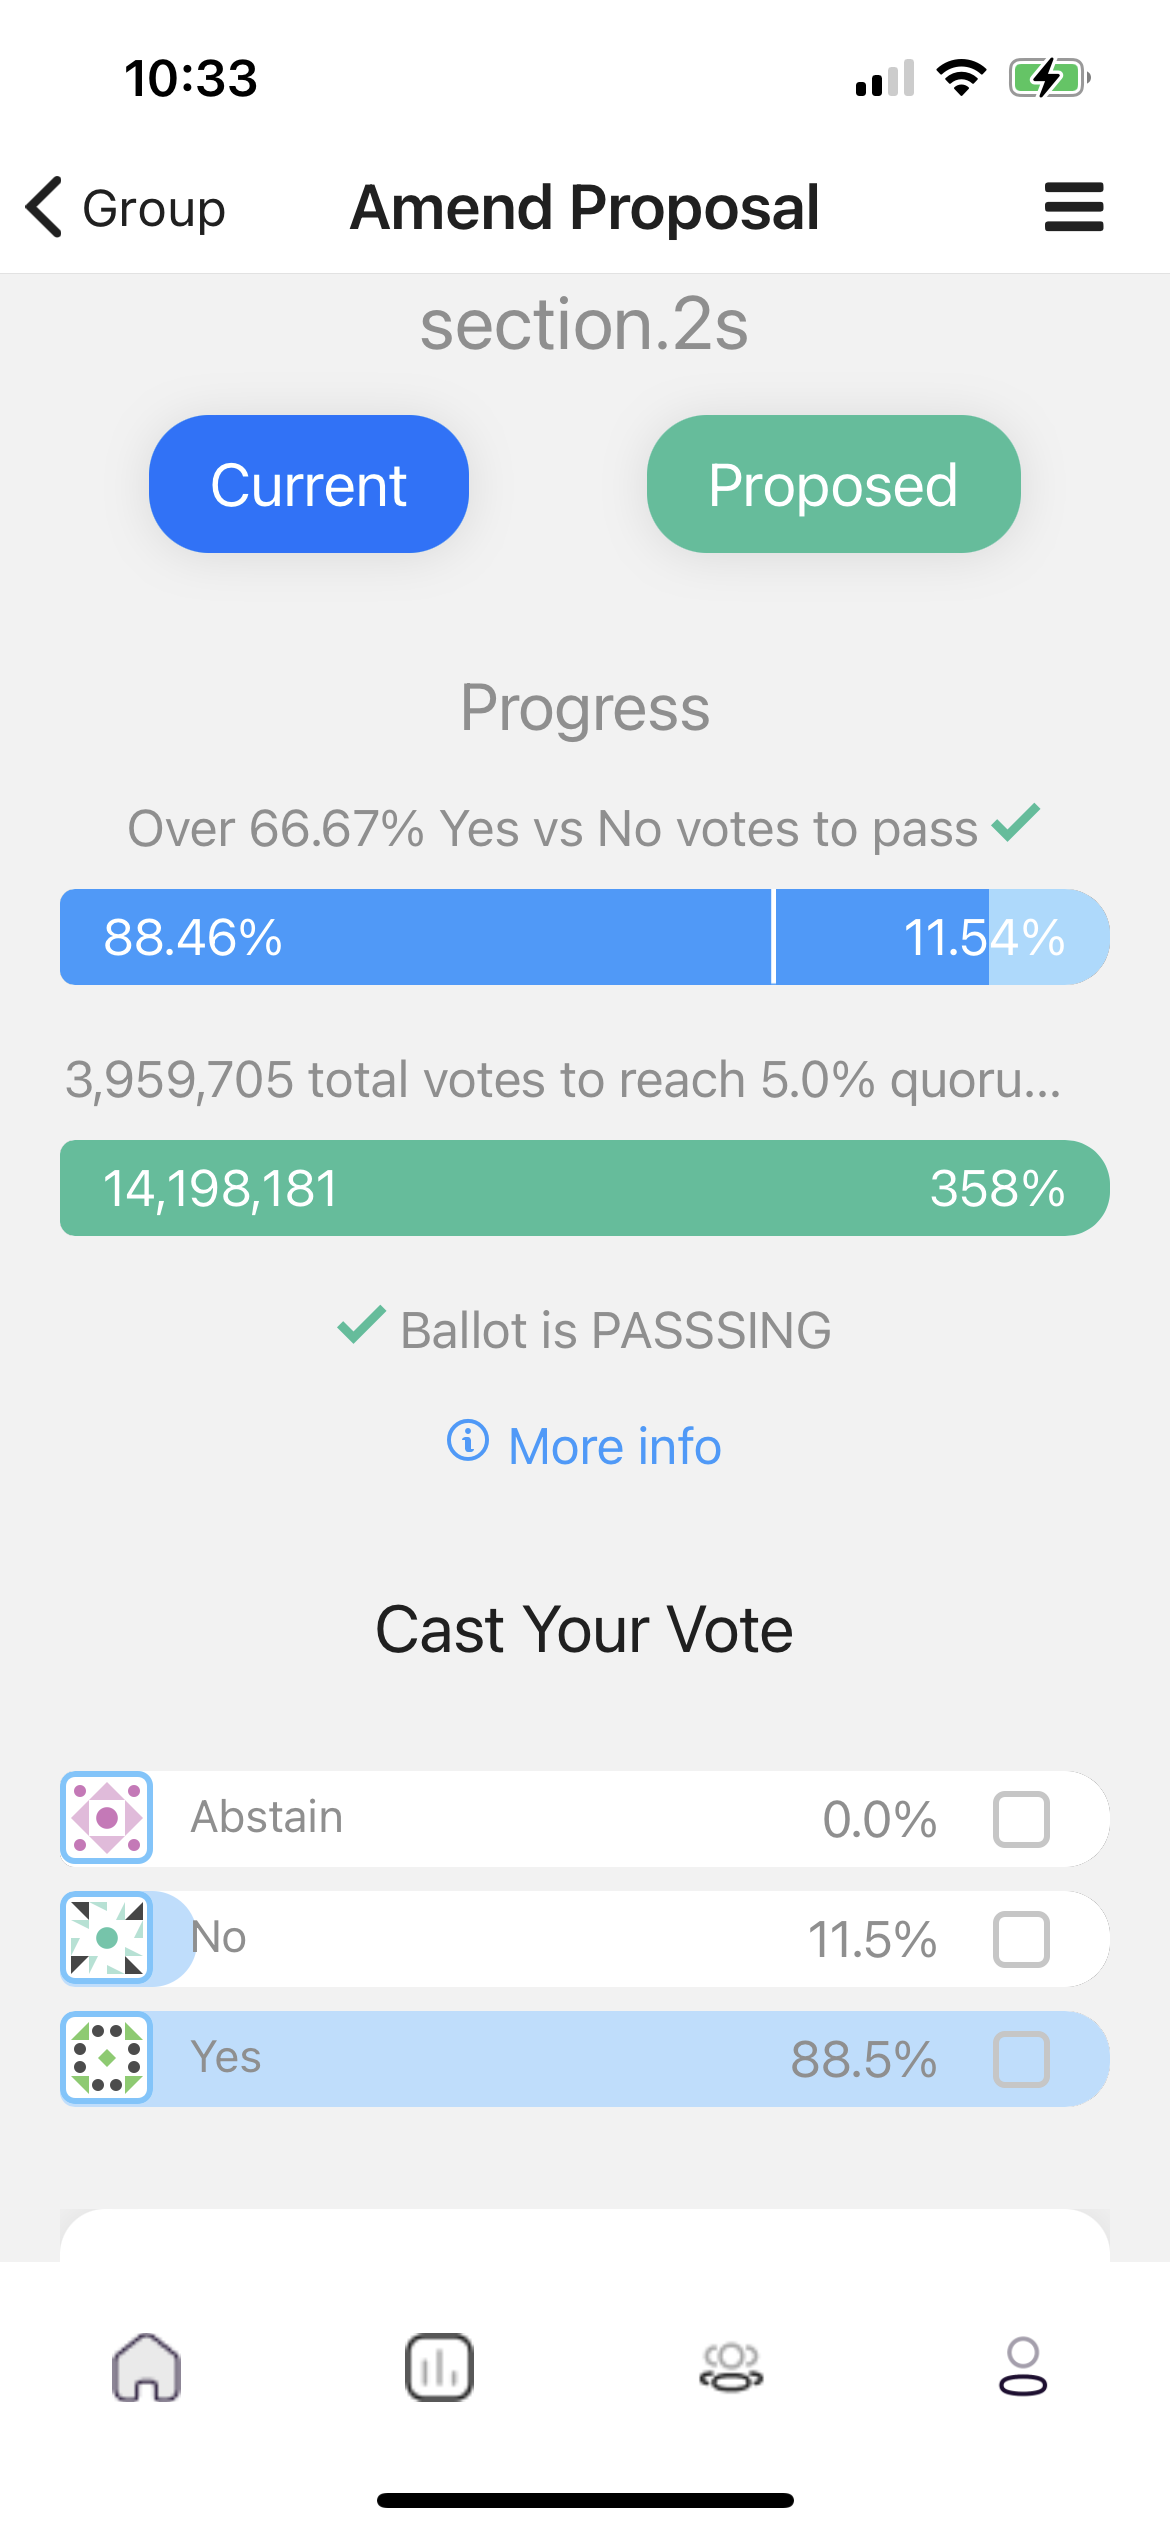 10:33
Group
Amend Proposal
section.2s
Current
Proposed
Progress
Over 66.67% Yes vs No votes to pass
88.46%
11.54%
3,959,705 total votes to reach 5.0% quoru...
14,198,181
358%
Ballot is PASSSING
More info
Cast Your Vote
Abstain
0.0%
No
11.5%
Yes
88.5%